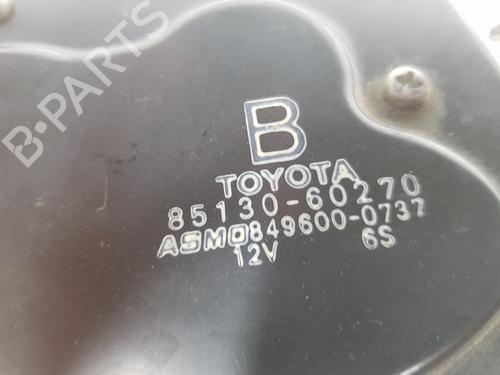 B-PARTS
B
TOYOTA
85130-60270
ASMO849600-0737
12V 6S